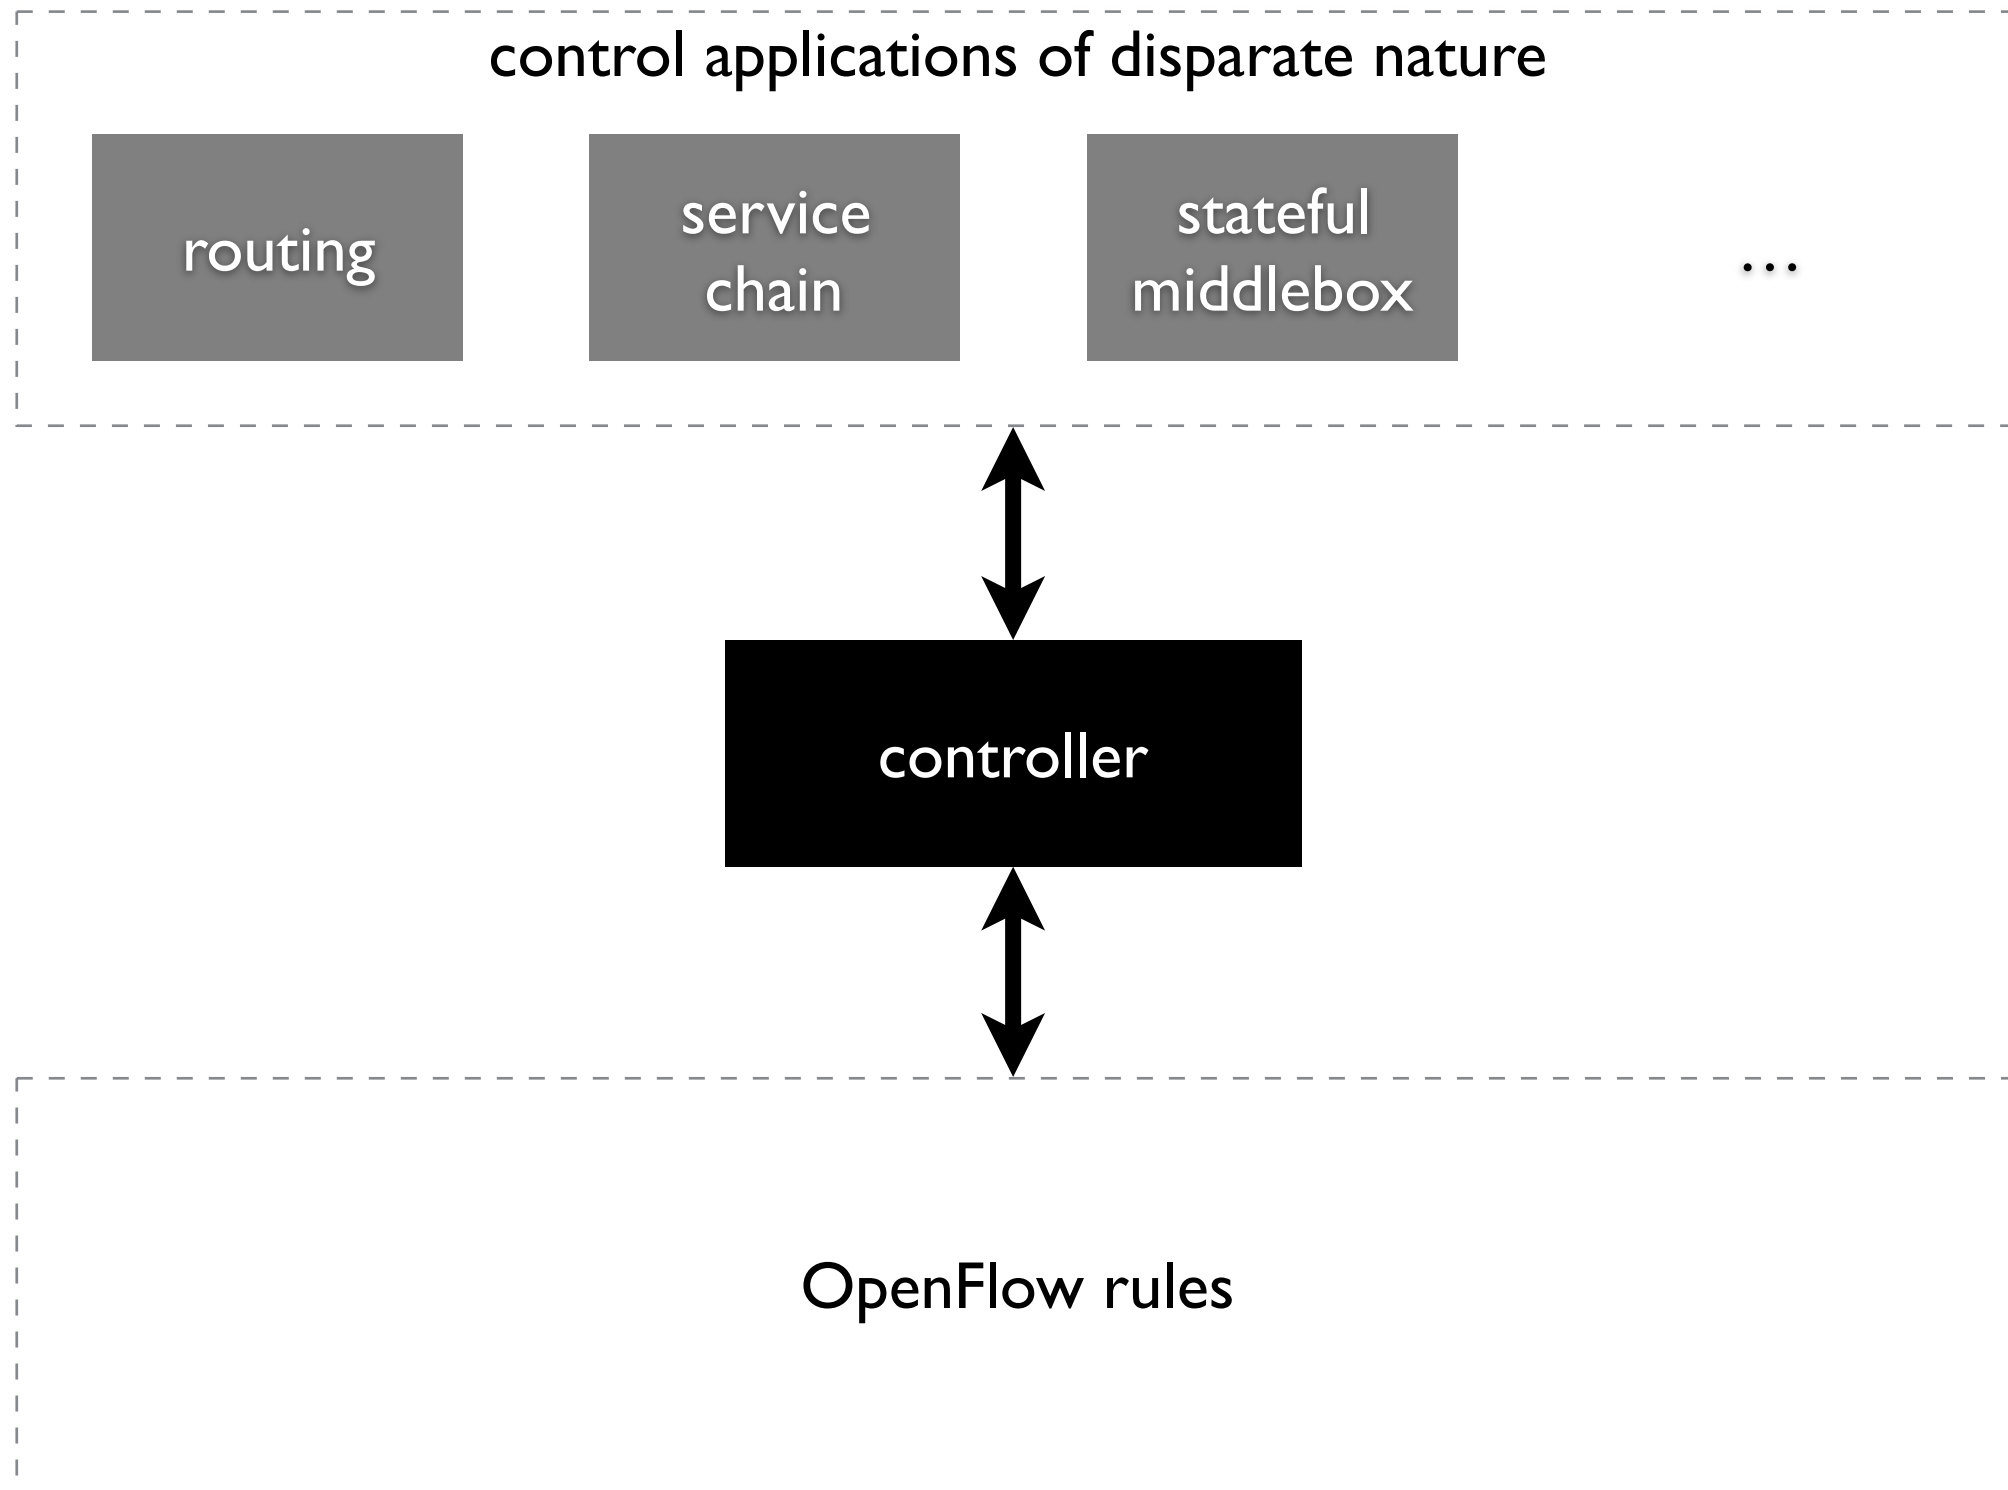 control applications of disparate nature
routing
service
chain
stateful
middlebox
...
controller
OpenFlow rules